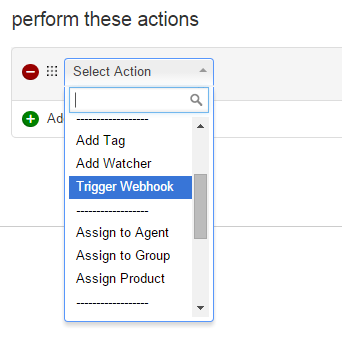 perform these actions
Select Action
------------------
Add Tag
Add Watcher
Trigger Webhook
------------------
Assign to Agent
Assign to Group
Assign Product
------------------